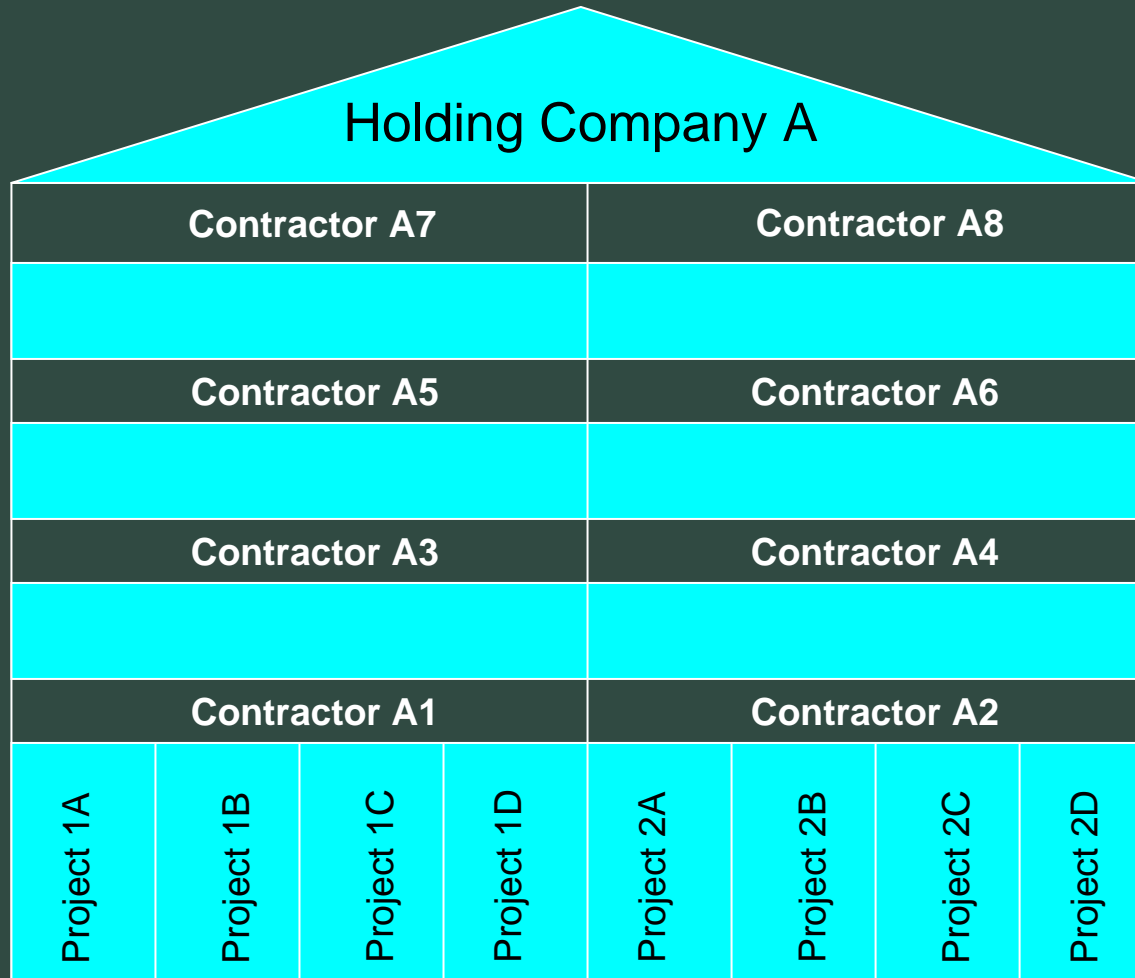 Holding Company A
Contractor A7
Contractor A8
Contractor A5
Contractor A6
Contractor A3
Contractor A4
Contractor A1
Contractor A2
Project 1A
Project 1B
Project 1C
Project 1D
Project 2A
Project 2B
Project 2C
Project 2D